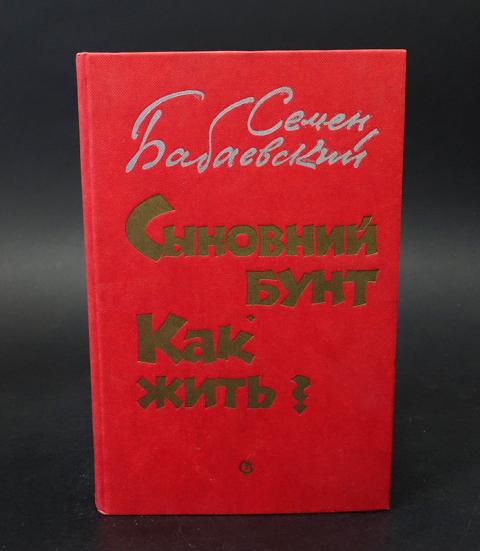 Семен
Бабаевский
Сыновний
бунт
Как
жить?